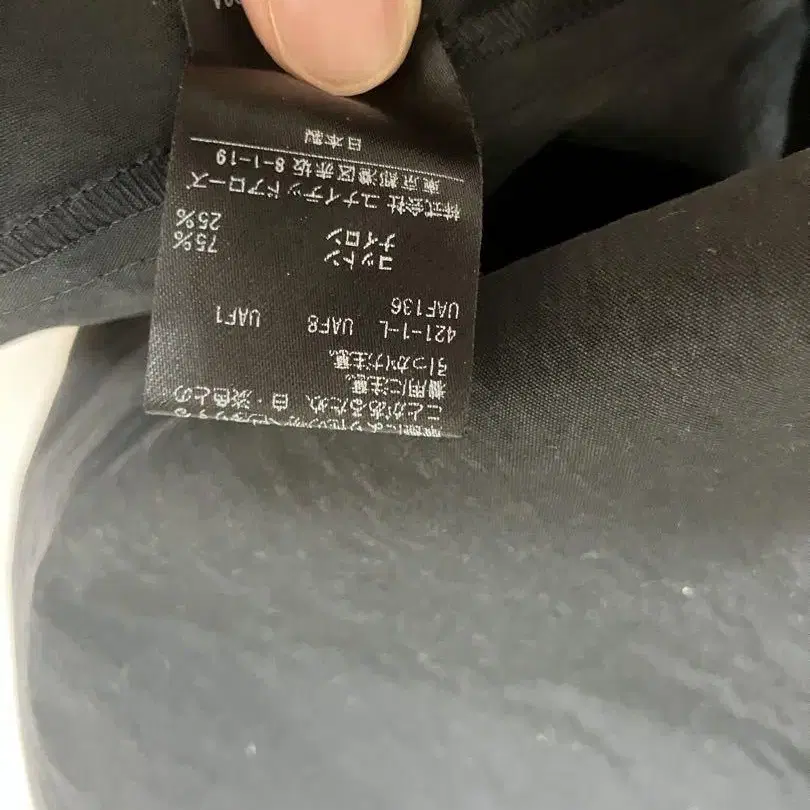 ことがあるため、白・淡色との
着用に注意。
引っかけ注意。
421-1-L UAF8 UAF1
UAF136
コットン 75%
ナイロン 25%
株式会社 ユナイテッドアローズ
東京都港区赤坂 8-1-19
日本製